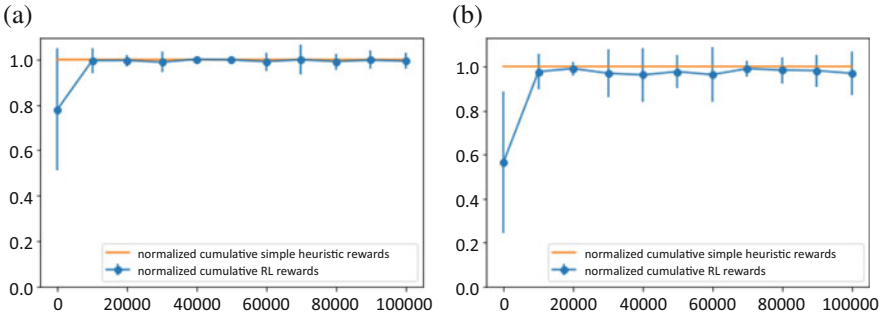 (a)
1.0
0.8
0.6
0.4
0.2
0.0
normalized cumulative simple heuristic rewards
normalized cumulative RL rewards
0 20000 40000 60000 80000 100000
(b)
1.0
0.8
0.6
0.4
0.2
0.0
normalized cumulative simple heuristic rewards
normalized cumulative RL rewards
0 20000 40000 60000 80000 100000